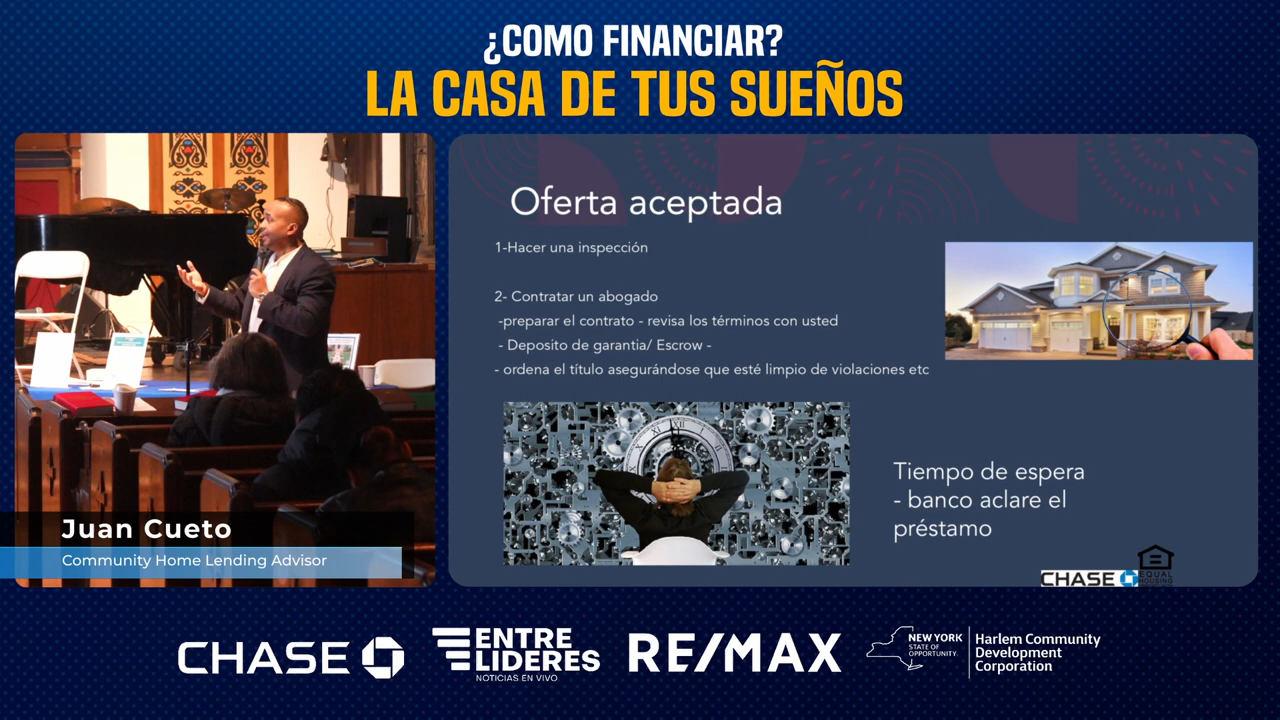 ¿COMO FINANCIAR?
LA CASA DE TUS SUEÑOS
Oferta aceptada
1-Hacer una inspección
2- Contratar un abogado
-preparar el contrato - revisa los términos con usted
- Deposito de garantia/ Escrow -
- ordena el título asegurándose que esté limpio de violaciones etc
Tiempo de espera
- banco aclare el
préstamo
CHASE
EQUAL
HOUSING
Juan Cueto
Community Home Lending Advisor
CHASE
ENTRE
LIDERES
NOTICIAS EN VIVO
RE/MAX
NEW YORK
STATE OF
OPPORTUNITY.
Harlem Community
Development
Corporation